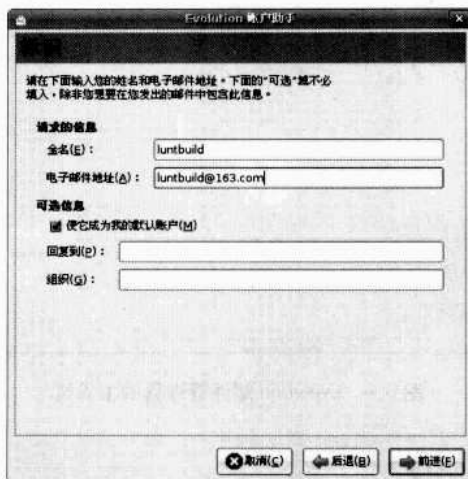 Evolution 账户助手
请在下面输入您的姓名和电子邮件地址。下面的“可选”域不必
填入，除非您想要在您发出的邮件中包含此信息。
请求的信息
全名(E)： luntbuild
电子邮件地址(A)： luntbuild@163.com
可选信息
使它成为我的默认账户(M)
回复到(P)：
组织(G)：
取消(C) 后退(B) 前进(F)